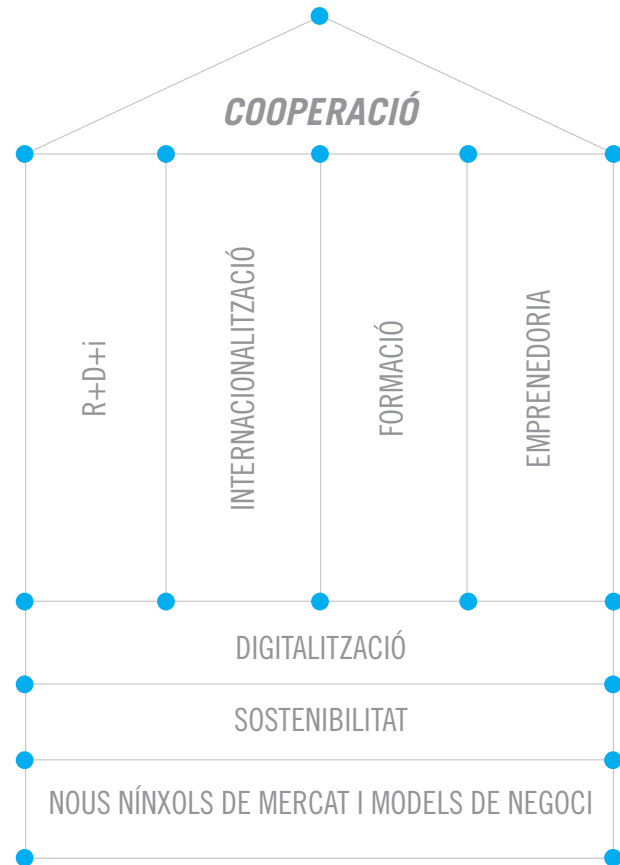 COOPERACIÓ
R+D+i
INTERNACIONALITZACIÓ
FORMACIÓ
EMPRENEDORIA
DIGITALITZACIÓ
SOSTENIBILITAT
NOUS NÍNXOLS DE MERCAT I MODELS DE NEGOCI